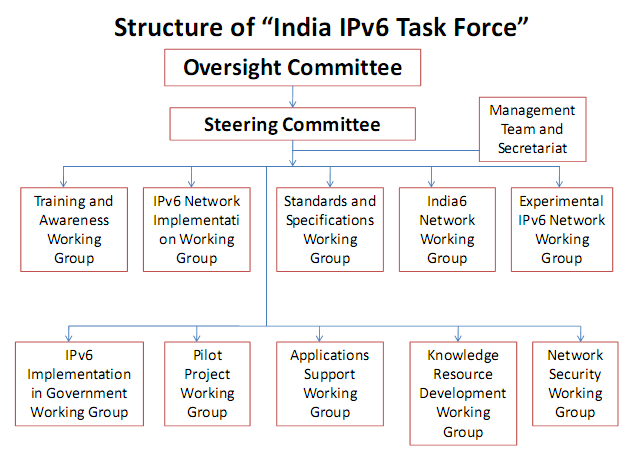 Structure of “India IPv6 Task Force”
Oversight Committee
Steering Committee
Management
Team and
Secretariat
Training and
Awareness
Working
Group
IPv6 Network
Implementati
on Working
Group
Standards and
Specifications
Working
Group
India6
Network
Working
Group
Experimental
IPv6 Network
Working
Group
IPv6
Implementation
in Government
Working Group
Pilot
Project
Working
Group
Applications
Support
Working
Group
Knowledge
Resource
Development
Working
Group
Network
Security
Working
Group